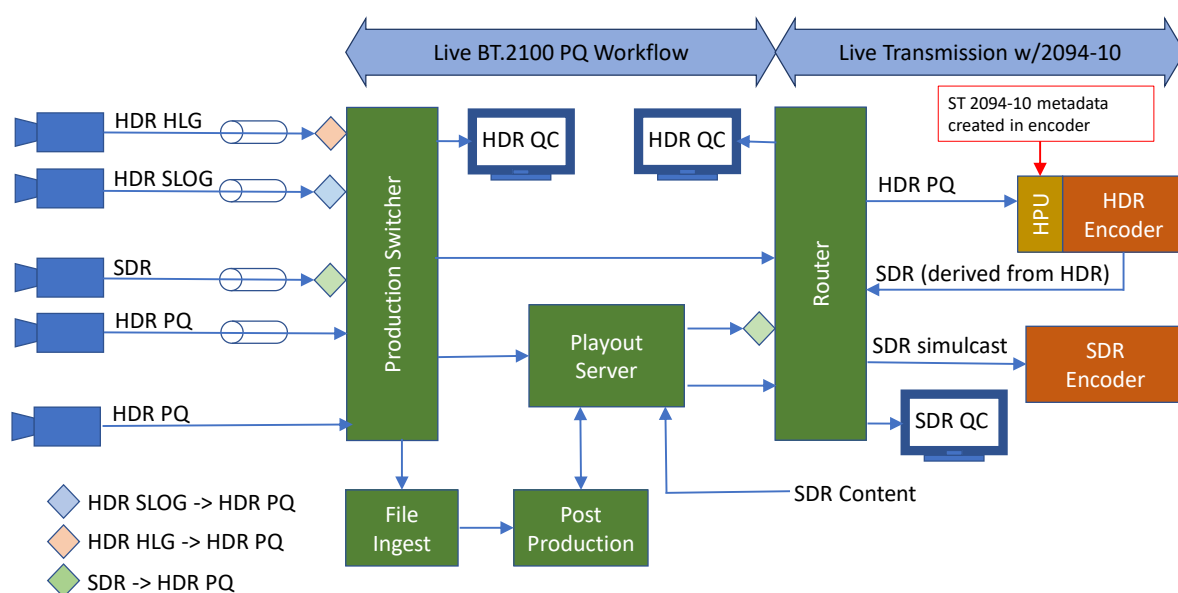 Live BT.2100 PQ Workflow
Live Transmission w/2094-10
ST 2094-10 metadata
created in encoder
HDR HLG
HDR QC
HDR QC
HDR SLOG
HDR PQ
HPU
HDR
Encoder
Production Switcher
Router
SDR
SDR (derived from HDR)
HDR PQ
Playout
Server
SDR simulcast
SDR
Encoder
HDR PQ
SDR QC
SDR Content
HDR SLOG -> HDR PQ
File
Ingest
Post
Production
HDR HLG -> HDR PQ
SDR -> HDR PQ